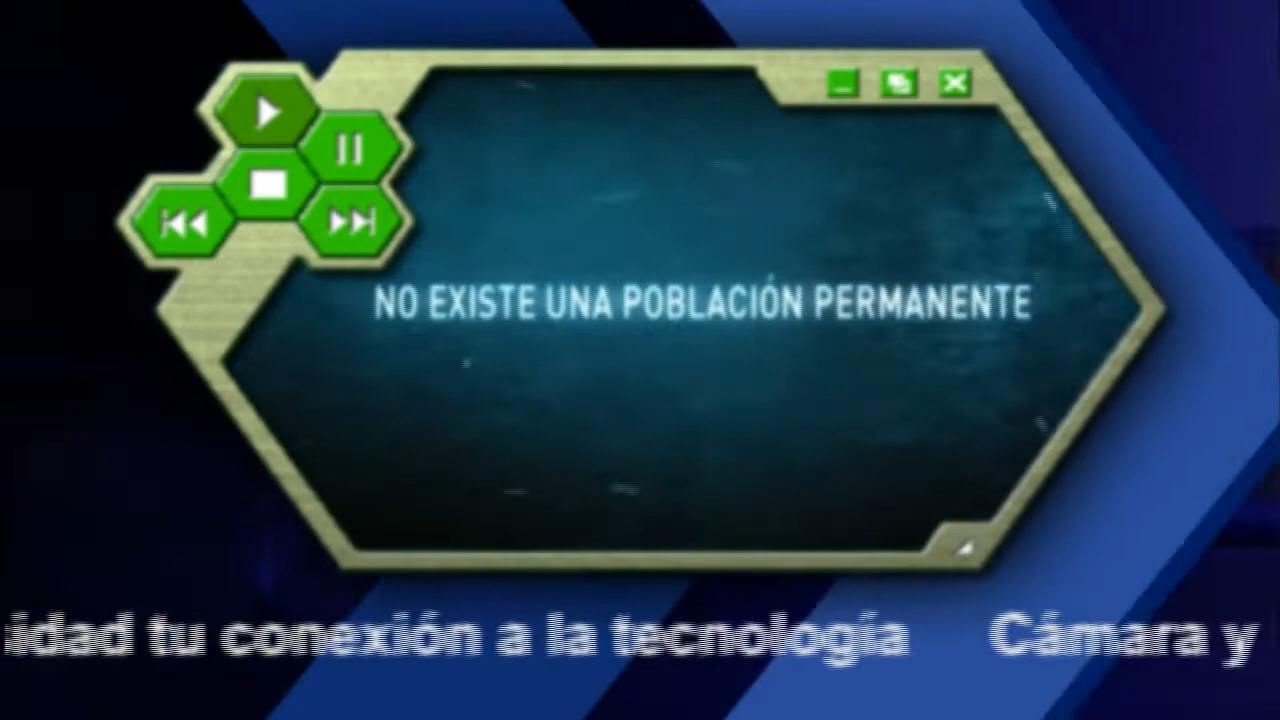 NO EXISTE UNA POBLACIÓN PERMANENTE
idad tu conexión a la tecnología Cámara y